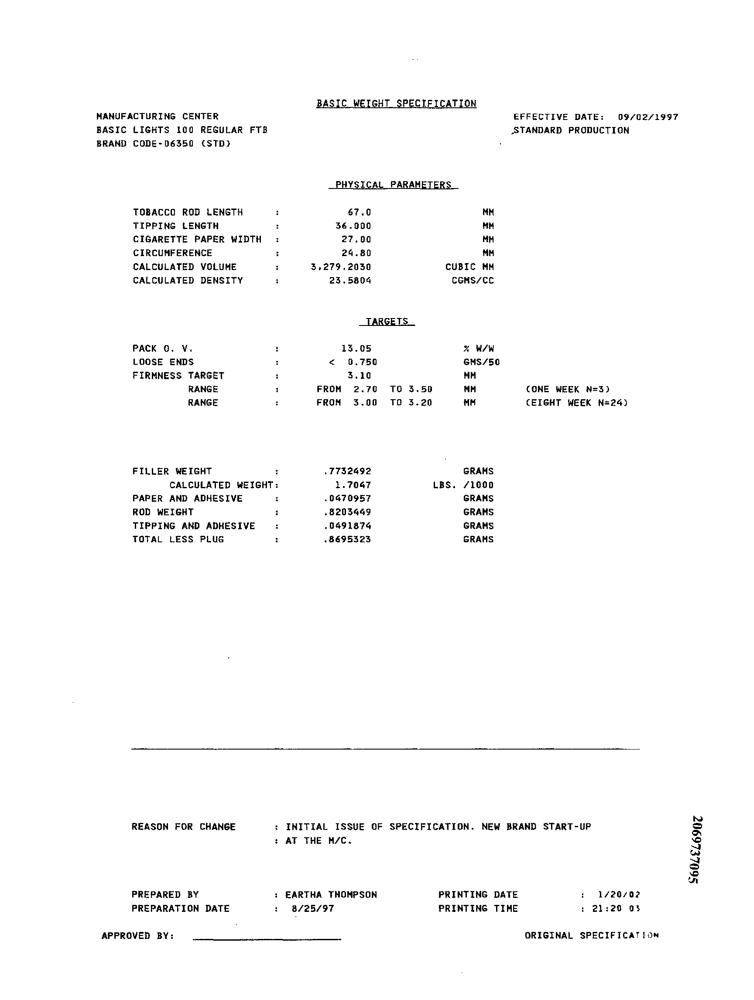 BASIC WEIGHT SPECIFICATION
MANUFACTURING CENTER EFFECTIVE DATE: 09/02/1997
BASIC LIGHTS 100 REGULAR FTB STANDARD PRODUCTION
BRAND CODE-06350 (STD)
PHYSICAL PARAMETERS
TOBACCO ROD LENGTH : 67.0 MM
TIPPING LENGTH : 36.000 MM
CIGARETTE PAPER WIDTH : 27.00 MM
CIRCUMFERENCE : 24.80 MM
CALCULATED VOLUME : 3,279.2030 CUBIC MM
CALCULATED DENSITY : 23.5804 CGMS/CC
TARGETS
PACK O. V. : 13.05 % W/W
LOOSE ENDS : < 0.750 GMS/50
FIRMNESS TARGET : 3.10 MM
RANGE : FROM 2.70 TO 3.50 MM (ONE WEEK N=3)
RANGE : FROM 3.00 TO 3.20 MM (EIGHT WEEK N=24)
FILLER WEIGHT : .7732492 GRAMS
CALCULATED WEIGHT: 1.7047 LBS. /1000
PAPER AND ADHESIVE : .0470957 GRAMS
ROD WEIGHT : .8203449 GRAMS
TIPPING AND ADHESIVE : .0491874 GRAMS
TOTAL LESS PLUG : .8695323 GRAMS
REASON FOR CHANGE : INITIAL ISSUE OF SPECIFICATION. NEW BRAND START-UP
: AT THE M/C.
PREPARED BY : EARTHA THOMPSON PRINTING DATE : 1/20/02
PREPARATION DATE : 8/25/97 PRINTING TIME : 21:20 03
APPROVED BY: ORIGINAL SPECIFICATION
2069737095